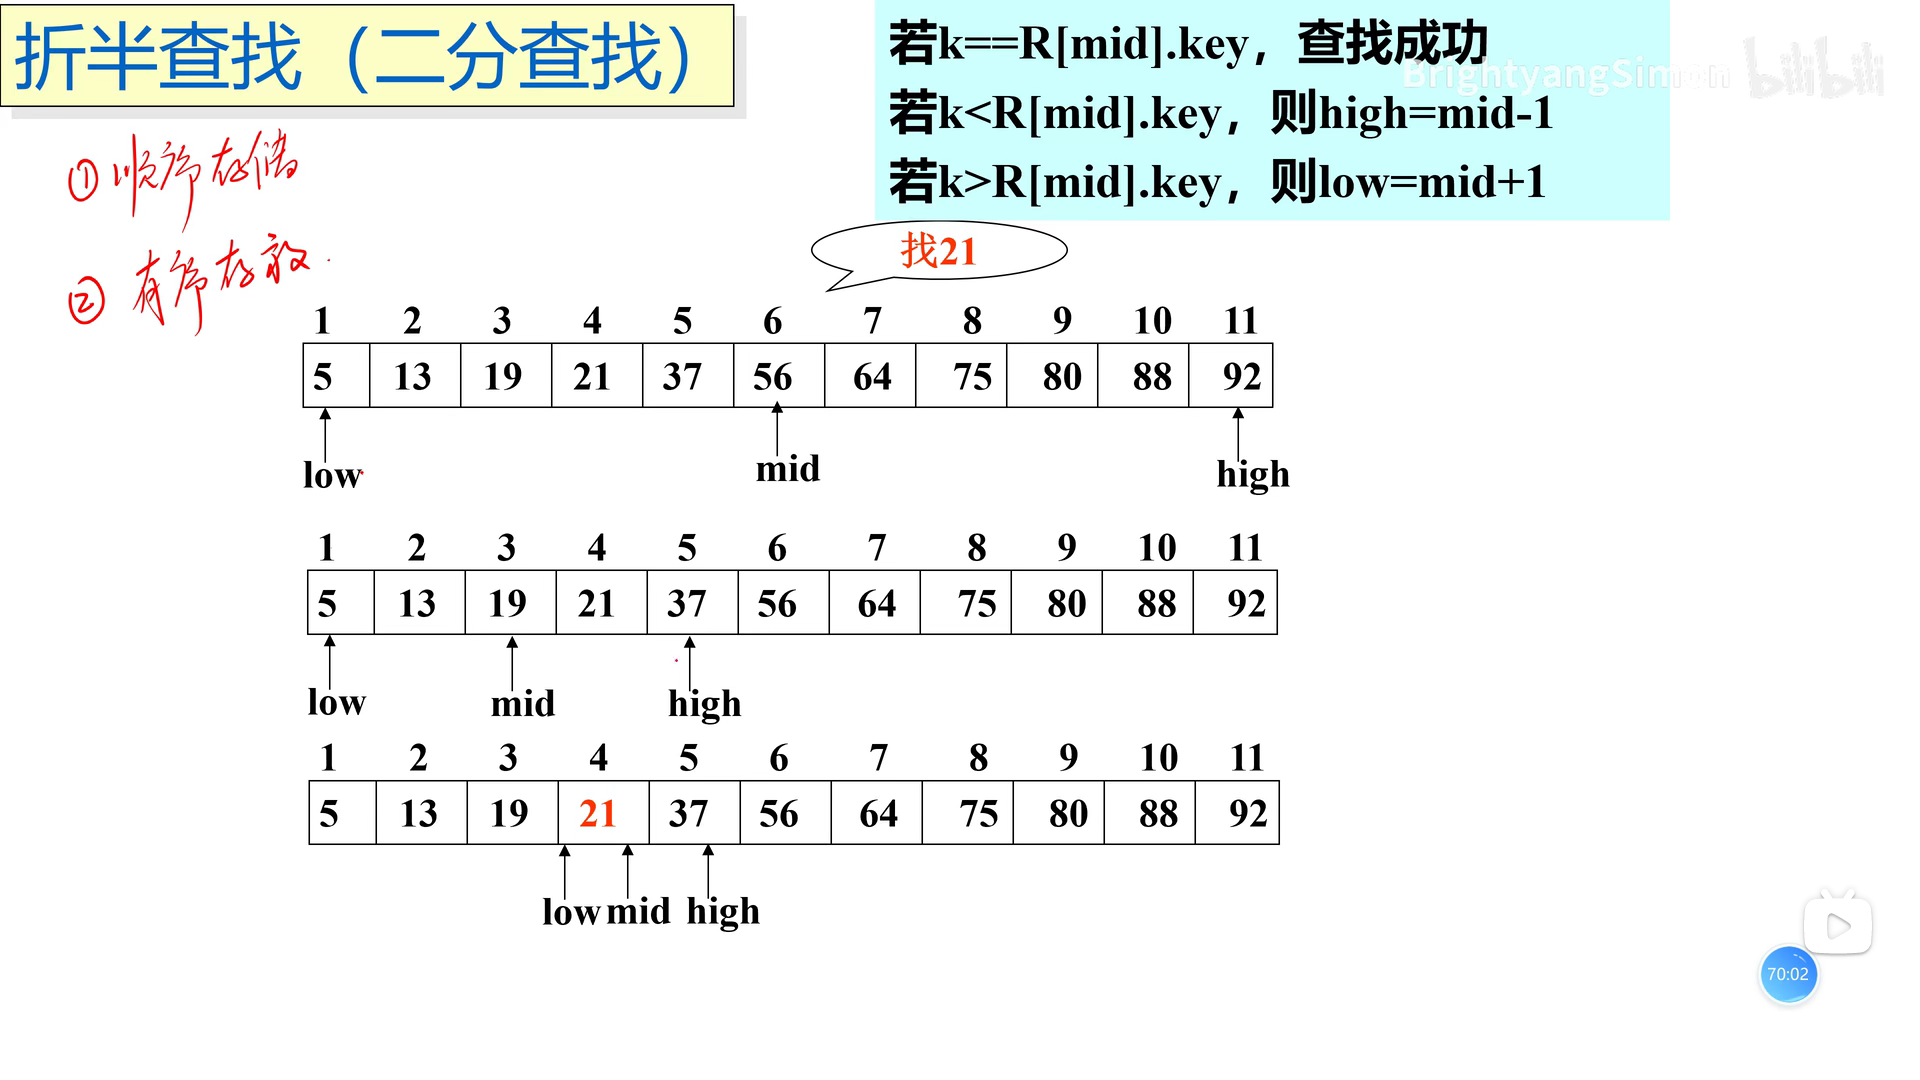 折半查找（二分查找）
若k==R[mid].key，查找成功
若k<R[mid].key，则high=mid-1
若k>R[mid].key，则low=mid+1
BrightyangSimon bilibili
①顺序存储
②有序存放.
找21
1 2 3 4 5 6 7 8 9 10 11
5 13 19 21 37 56 64 75 80 88 92
low mid high
1 2 3 4 5 6 7 8 9 10 11
5 13 19 21 37 56 64 75 80 88 92
low mid high
1 2 3 4 5 6 7 8 9 10 11
5 13 19 21 37 56 64 75 80 88 92
low mid high
70:02